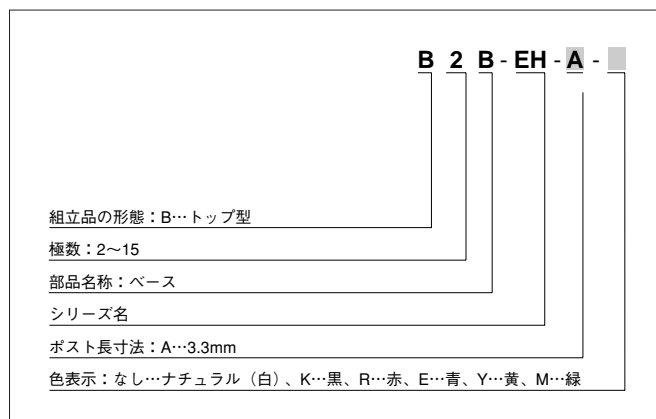 B 2 B - EH - A -
組立品の形態：B…トップ型
極数：2～15
部品名称：ベース
シリーズ名
ポスト長寸法：A…3.3mm
色表示：なし…ナチュラル（白）、K…黒、R…赤、E…青、Y…黄、M…緑